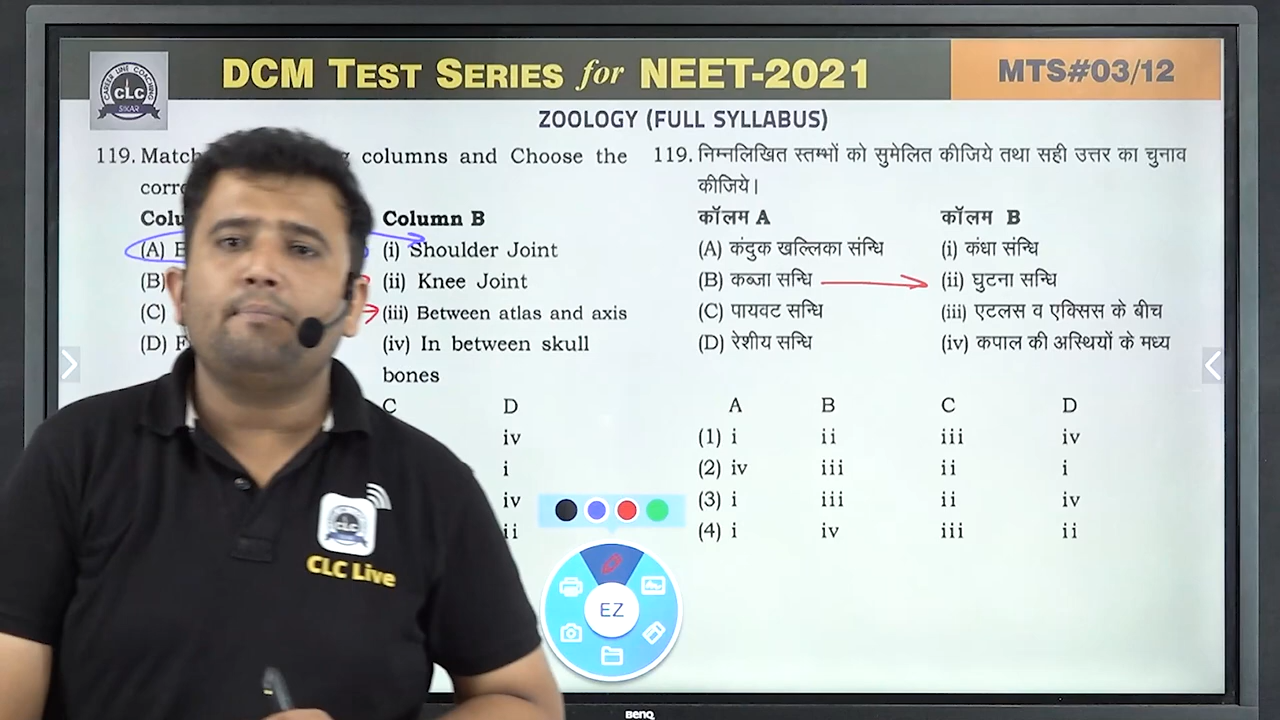 DCM TEST SERIES for NEET-2021
MTS#03/12
CAREER LINE COACHING
CLC
SIKAR
ZOOLOGY (FULL SYLLABUS)
119. Match columns and Choose the
Column B
(A) (i) Shoulder Joint
(B) (ii) Knee Joint
(C) (iii) Between atlas and axis
(D) F (iv) In between skull
bones
C D
iv
i
iv
ii
119. निम्नलिखित स्तम्भों को सुमेलित कीजिये तथा सही उत्तर का चुनाव
कीजिये।
कॉलम A कॉलम B
(A) कंदुक खल्लिका संन्धि (i) कंधा संन्धि
(B) कब्जा सन्धि (ii) घुटना सन्धि
(C) पायवट सन्धि (iii) एटलस व एक्सिस के बीच
(D) रेशीय सन्धि (iv) कपाल की अस्थियों के मध्य
A B C D
(1) i ii iii iv
(2) iv iii ii i
(3) i iii ii iv
(4) i iv iii ii
EZ
CLC
CLC Live
BenQ